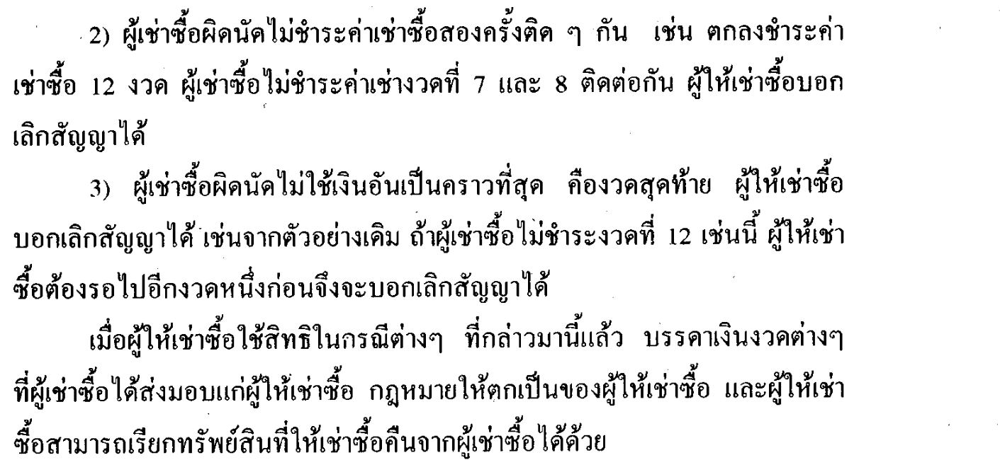 2) ผู้เช่าซื้อผิดนัดไม่ชำระค่าเช่าซื้อสองครั้งติด ๆ กัน เช่น ตกลงชำระค่า
เช่าซื้อ 12 งวด ผู้เช่าซื้อไม่ชำระค่าเช่างวดที่ 7 และ 8 ติดต่อกัน ผู้ให้เช่าซื้อบอก
เลิกสัญญาได้
3) ผู้เช่าซื้อผิดนัดไม่ใช้เงินอันเป็นคราวที่สุด คืองวดสุดท้าย ผู้ให้เช่าซื้อ
บอกเลิกสัญญาได้ เช่นจากตัวอย่างเดิม ถ้าผู้เช่าซื้อไม่ชำระงวดที่ 12 เช่นนี้ ผู้ให้เช่า
ซื้อต้องรอไปอีกงวดหนึ่งก่อนจึงจะบอกเลิกสัญญาได้
เมื่อผู้ให้เช่าซื้อใช้สิทธิในกรณีต่างๆ ที่กล่าวมานี้แล้ว บรรดาเงินงวดต่างๆ
ที่ผู้เช่าซื้อได้ส่งมอบแก่ผู้ให้เช่าซื้อ กฎหมายให้ตกเป็นของผู้ให้เช่าซื้อ และผู้ให้เช่า
ซื้อสามารถเรียกทรัพย์สินที่ให้เช่าซื้อคืนจากผู้เช่าซื้อได้ด้วย